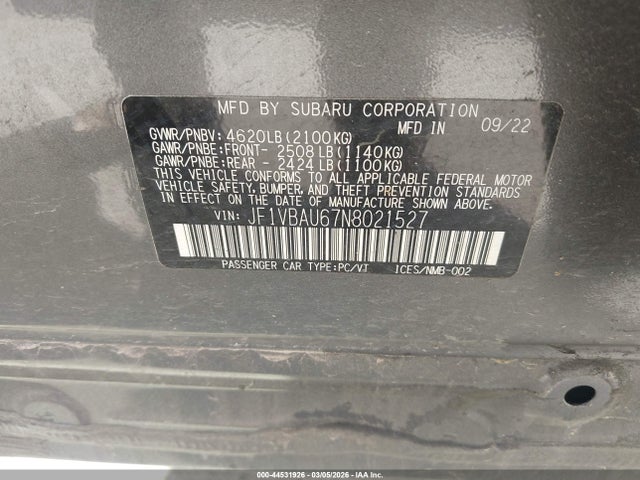 MFD BY SUBARU CORPORATION
MFD IN 09/22
GVWR/PNBV: 4620LB(2100KG)
GAWR/PNBE:FRONT- 2508LB(1140KG)
GAWR/PNBE:REAR - 2424LB(1100KG)
THIS VEHICLE CONFORMS TO ALL APPLICABLE FEDERAL MOTOR
VEHICLE SAFETY, BUMPER, AND THEFT PREVENTION STANDARDS
IN EFFECT ON THE DATE OF MANUFACTURE SHOWN ABOVE.
VIN: JF1VBAU67N8021527
PASSENGER CAR TYPE:PC/VT ICES/NMB-002
000-44531926 - 03/05/2026 - IAA Inc.